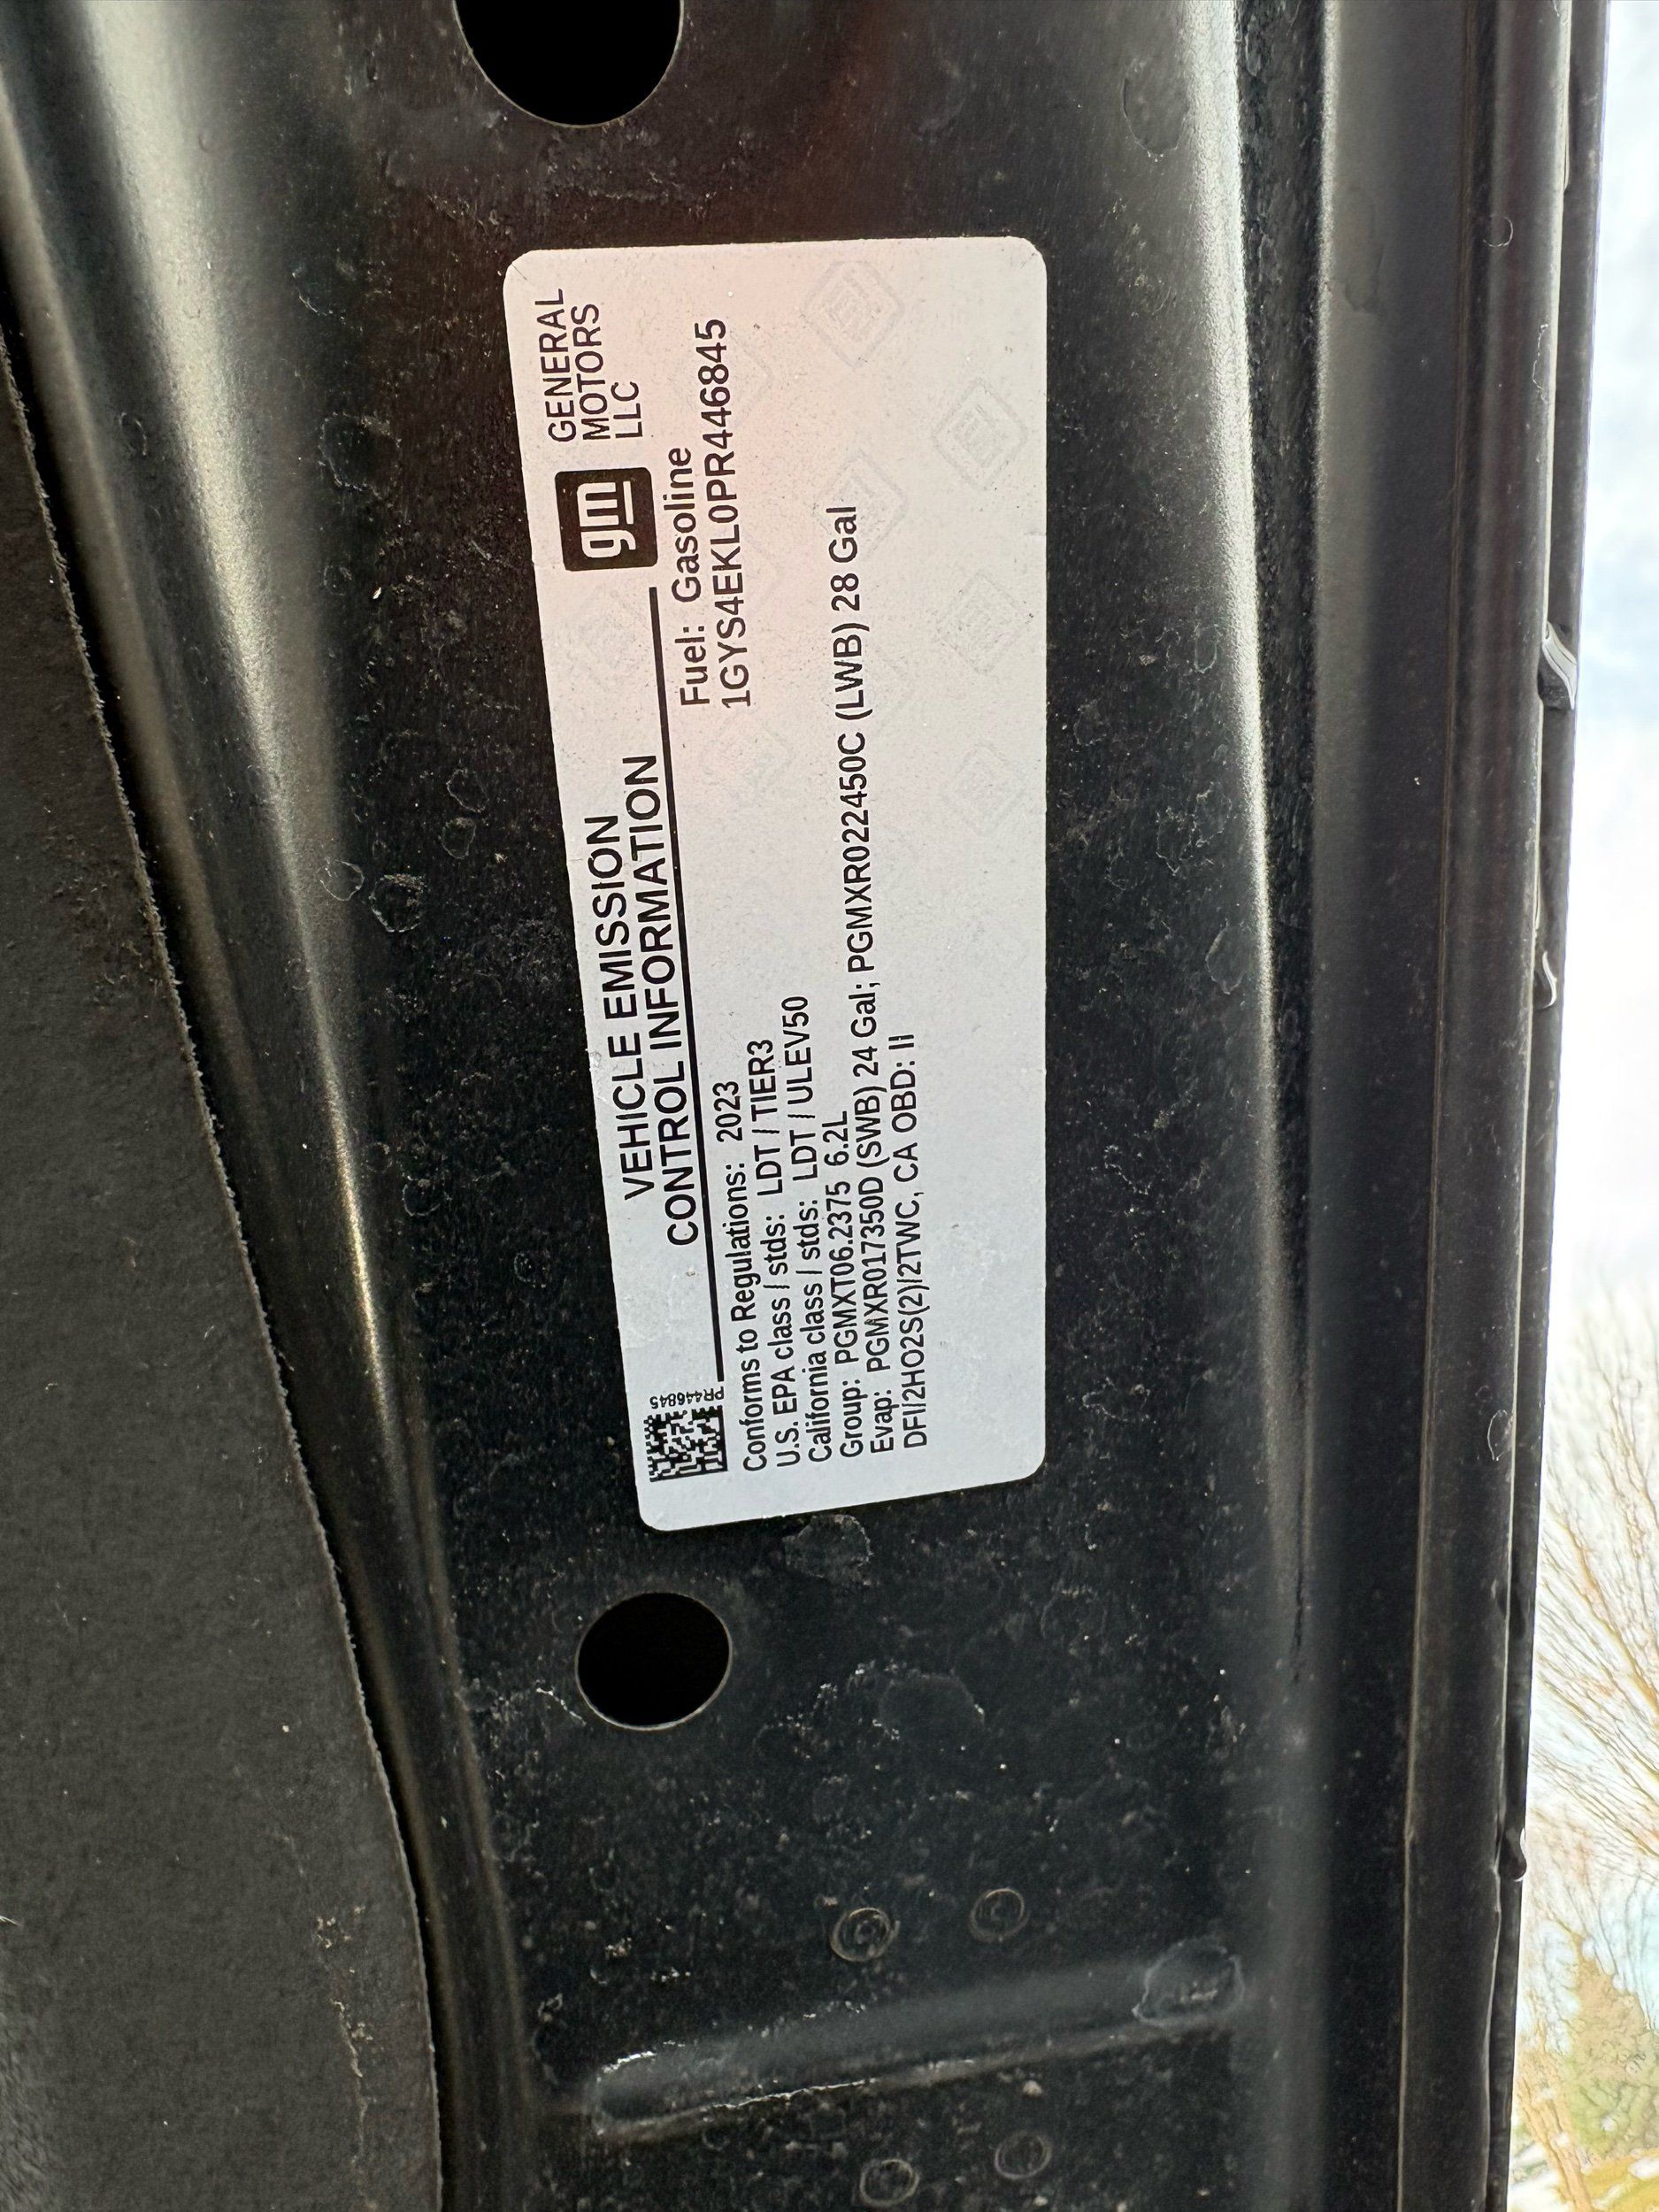 VEHICLE EMISSION
CONTROL INFORMATION
gm
GENERAL
MOTORS
LLC
PR446845
Fuel: Gasoline
1GYS4EKL0PR446845
Conforms to Regulations: 2023
U.S. EPA class / stds: LDT / TIER3
California class / stds: LDT / ULEV50
Group: PGMXT06.2375 6.2L
Evap: PGMXR017350D (SWB) 24 Gal; PGMXR022450C (LWB) 28 Gal
DFI/2HO2S(2)/2TWC, CA OBD: II